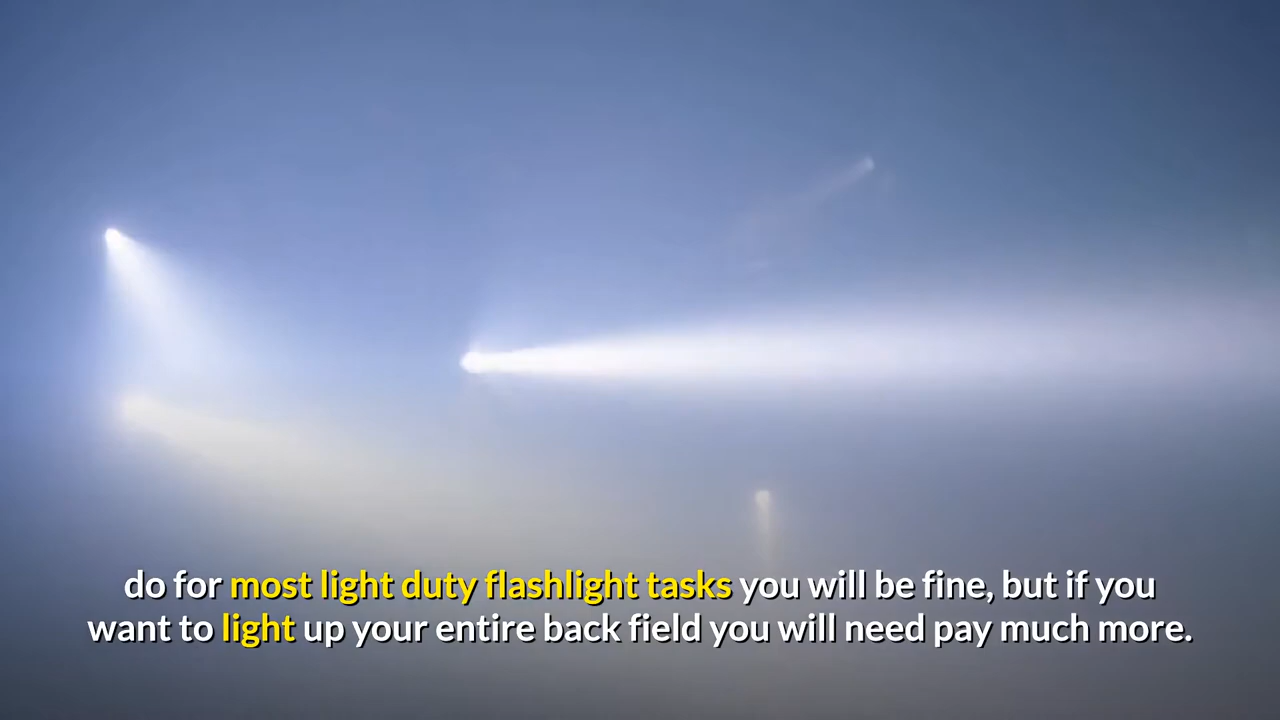 do for most light duty flashlight tasks you will be fine, but if you
want to light up your entire back field you will need pay much more.